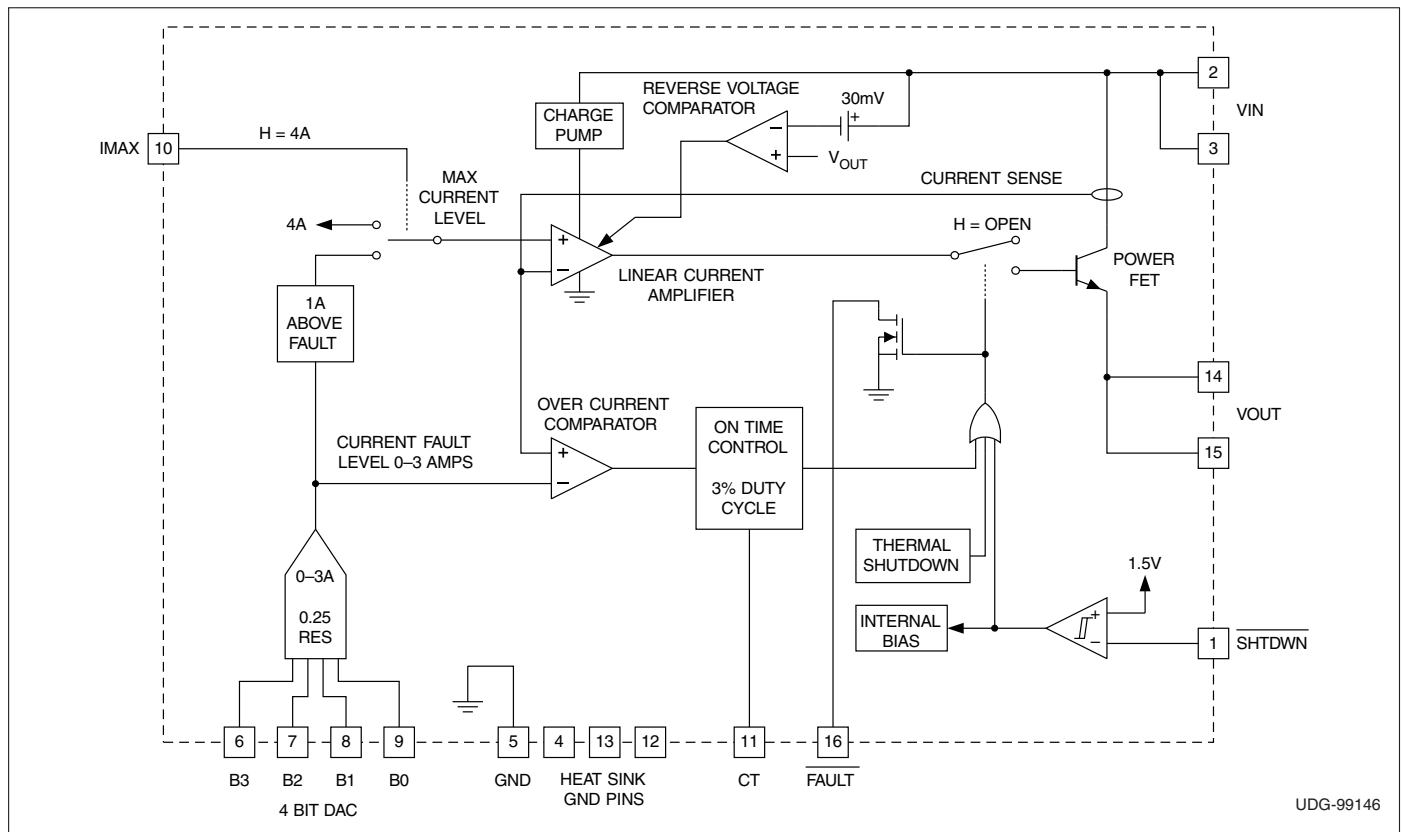 REVERSE VOLTAGE
COMPARATOR
30mV
+
2
VIN
3
CHARGE
PUMP
−
+
VOUT
H = 4A
IMAX
10
MAX
CURRENT
LEVEL
CURRENT SENSE
4A
H = OPEN
+
−
LINEAR CURRENT
AMPLIFIER
POWER
FET
1A
ABOVE
FAULT
14
VOUT
15
OVER CURRENT
COMPARATOR
ON TIME
CONTROL
3% DUTY
CYCLE
CURRENT FAULT
LEVEL 0–3 AMPS
+
−
THERMAL
SHUTDOWN
1.5V
0–3A
0.25
RES
INTERNAL
BIAS
+
−
1
SHTDWN
6
7
8
9
5
4
13
12
11
16
B3
B2
B1
B0
GND
HEAT SINK
GND PINS
CT
FAULT
4 BIT DAC
UDG-99146